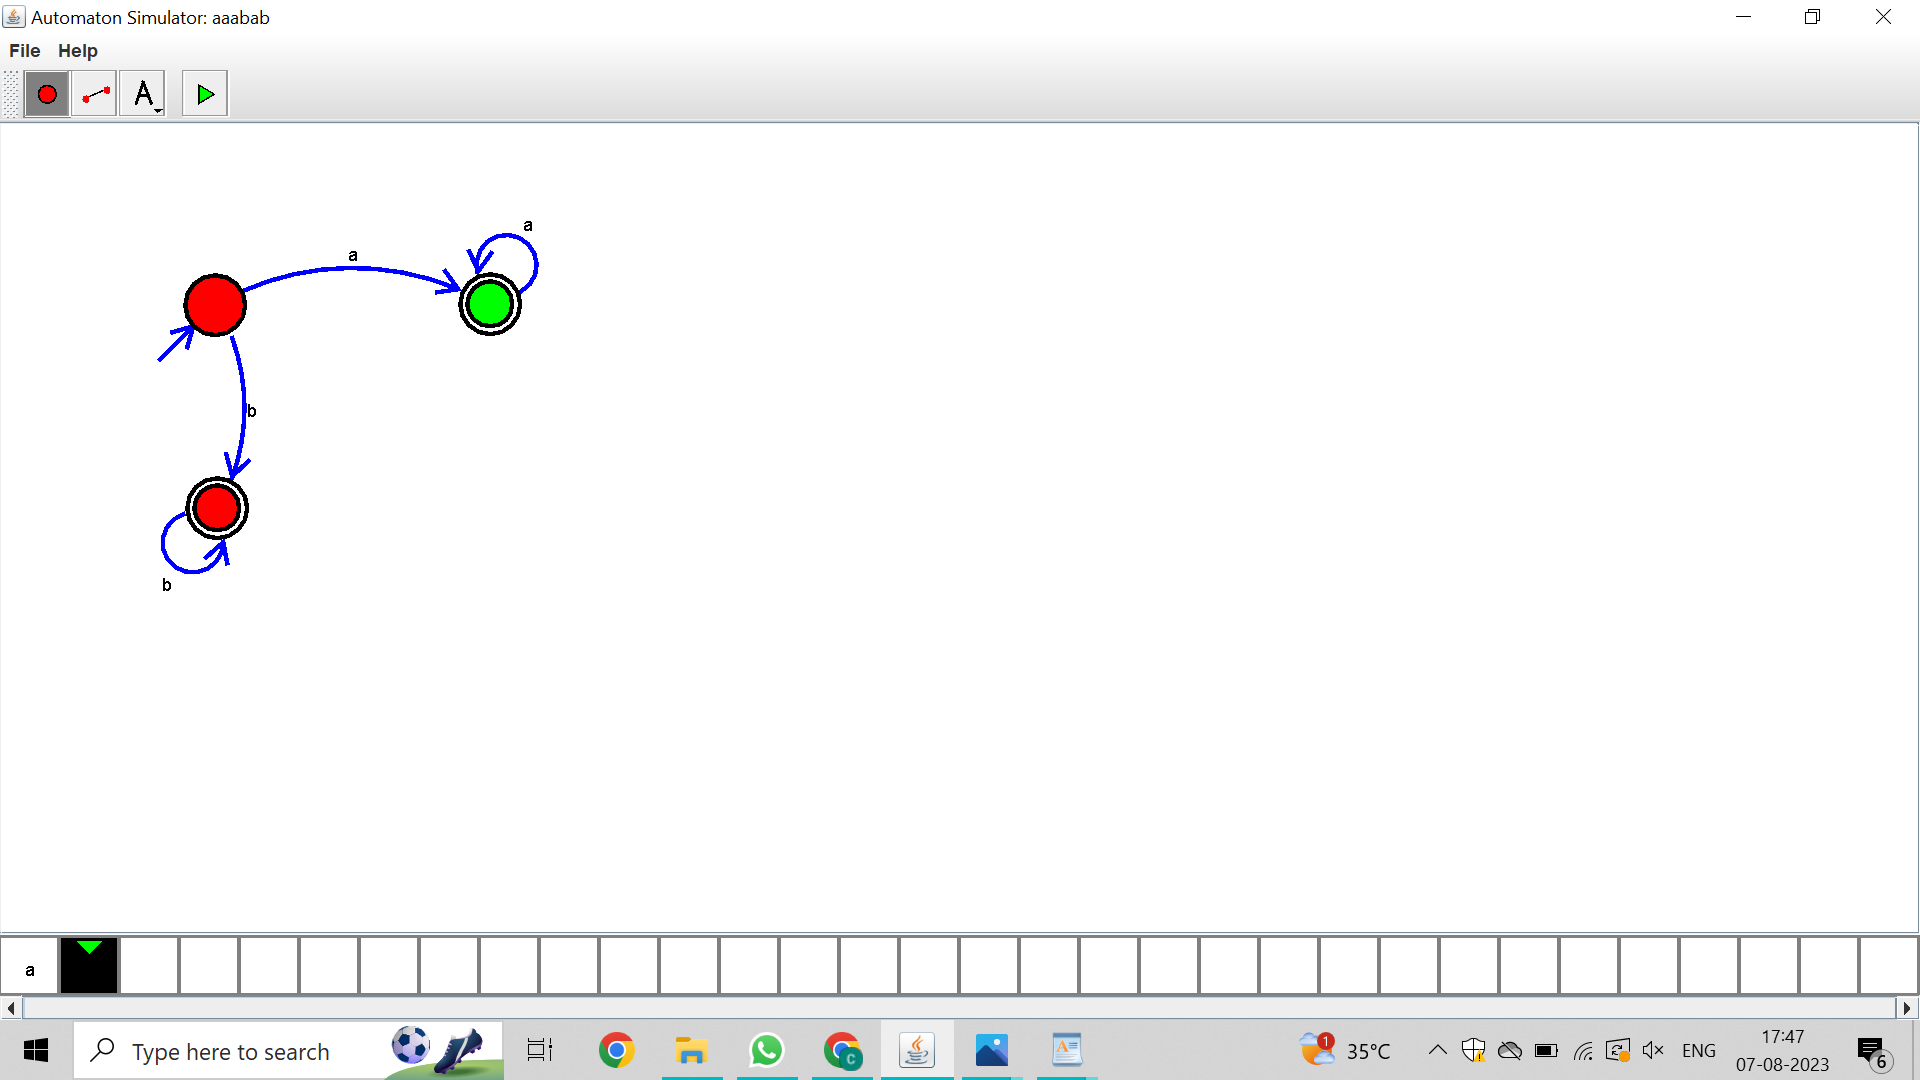 Automaton Simulator: aaabab
File Help
A
a
a
b
b
a
Type here to search
1
35°C
ENG
17:47
07-08-2023
6